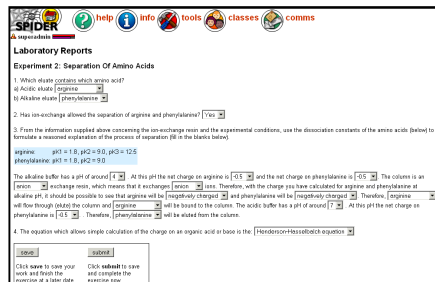 SPIDER
help
info
tools
classes
comms
superadmin
Laboratory Reports
Experiment 2: Separation Of Amino Acids
1. Which eluate contains which amino acid?
a) Acidic eluate arginine
b) Alkaline eluate phenylalanine
2. Has ion-exchange allowed the separation of arginine and phenylalanine? Yes
3. From the information supplied above concerning the ion-exchange resin and the experimental conditions, use the dissociation constants of the amino acids (below) to
formulate a reasoned explanation of the process of separation (fill in the blanks below).
arginine: pK1 = 1.8, pK2 = 9.0, pK3 = 12.5
phenylalanine: pK1 = 1.8, pK2 = 9.0
The alkaline buffer has a pH of around 4 . At this pH the net charge on arginine is -0.5 and the net charge on phenylalanine is -0.5 . The column is an
anion exchange resin, which means that it exchanges anion ions. Therefore, with the charge you have calculated for arginine and phenylalanine at
alkaline pH, it should be possible to see that arginine will be negatively charged and phenylalanine will be negatively charged . Therefore, arginine
will flow through (elute) the column and arginine will be bound to the column. The acidic buffer has a pH of around 7 . At this pH the net charge on
phenylalanine is -0.5 . Therefore, phenylalanine will be eluted from the column.
4. The equation which allows simple calculation of the charge on an organic acid or base is the: Henderson-Hasselbalch equation
save
submit
Click save to save your
work and finish the
exercise at a later date
Click submit to save
and complete the
exercise now